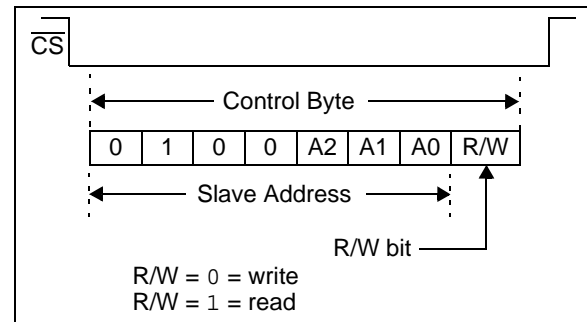 CS
Control Byte
0 1 0 0 A2 A1 A0 R/W
Slave Address
R/W bit
R/W = 0 = write
R/W = 1 = read